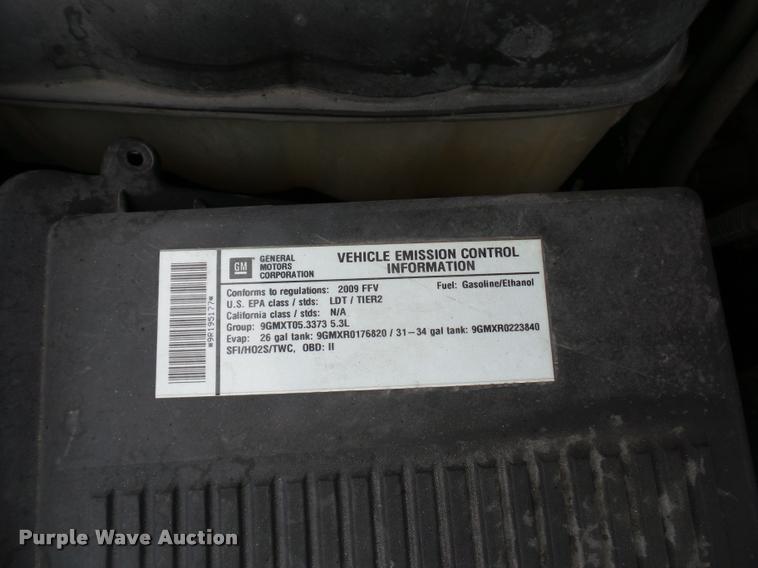 GM
GENERAL MOTORS CORPORATION
VEHICLE EMISSION CONTROL
INFORMATION
Conforms to regulations: 2009 FFV Fuel: Gasoline/Ethanol
U.S. EPA class / stds: LDT / TIER2
California class / stds: N/A
Group: 9GMXT05.3373 5.3L
Evap: 26 gal tank: 9GMXR0176820 / 31-34 gal tank: 9GMXR0223840
SFI/HO2S/TWC, OBD: II
*9R195177*
Purple Wave Auction®